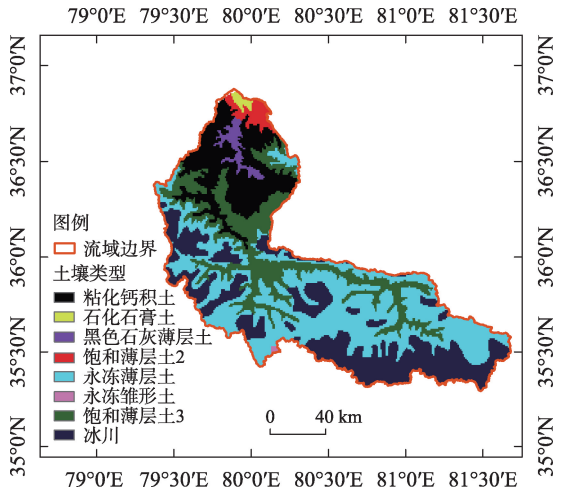 79°0′E 79°30′E 80°0′E 80°30′E 81°0′E 81°30′E
37°0′N 37°0′N
36°30′N 36°30′N
36°0′N 36°0′N
35°30′N 35°30′N
35°0′N 35°0′N
图例
流域边界
土壤类型
粘化钙积土
石化石膏土
黑色石灰薄层土
饱和薄层土2
永冻薄层土
永冻雏形土
饱和薄层土3
冰川
0 40 km
79°0′E 79°30′E 80°0′E 80°30′E 81°0′E 81°30′E